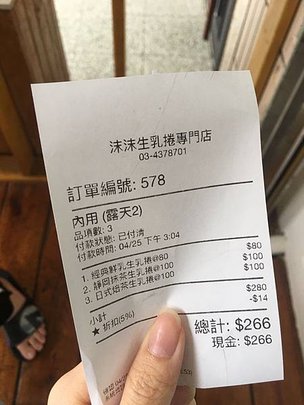 沫沫生乳捲專門店
03-4378701
訂單編號: 578
內用 (露天2)
品項數: 3
付款狀態: 已付清
付款時間: 04/25 下午 3:04
1. 經典鮮乳生乳捲@80 $80
2. 靜岡抹茶生乳捲@100 $100
3. 日式焙茶生乳捲@100 $100
小計 $280
★ 折扣(5%) -$14
總計: $266
現金: $266